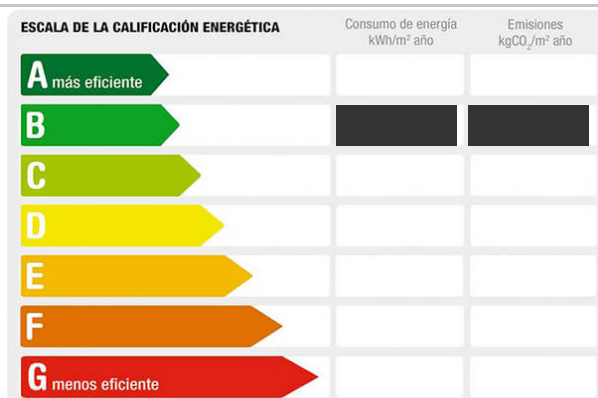 ESCALA DE LA CALIFICACIÓN ENERGÉTICA
Consumo de energía
kWh/m² año
Emisiones
kgCO₂/m² año
A más eficiente
B
C
D
E
F
G menos eficiente